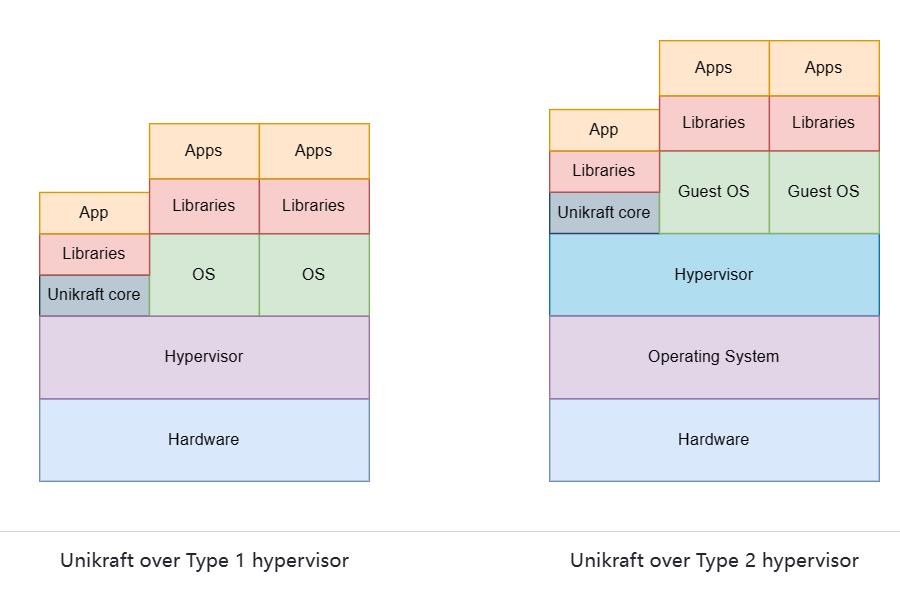 Apps
Apps
Libraries
Libraries
App
Libraries
Unikraft core
OS
OS
Hypervisor
Hardware
Unikraft over Type 1 hypervisor
Apps
Apps
Libraries
Libraries
App
Libraries
Unikraft core
Guest OS
Guest OS
Hypervisor
Operating System
Hardware
Unikraft over Type 2 hypervisor